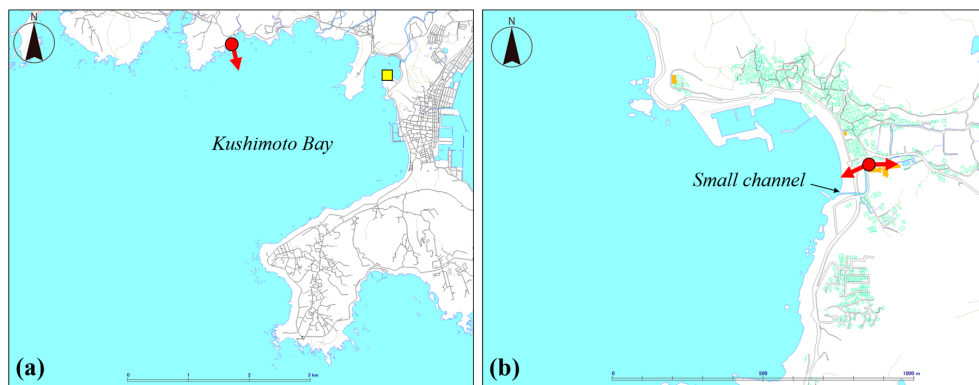 N
Kushimoto Bay
0 1 2 3 km
(a)
N
Small channel
0 500 1000 m
(b)